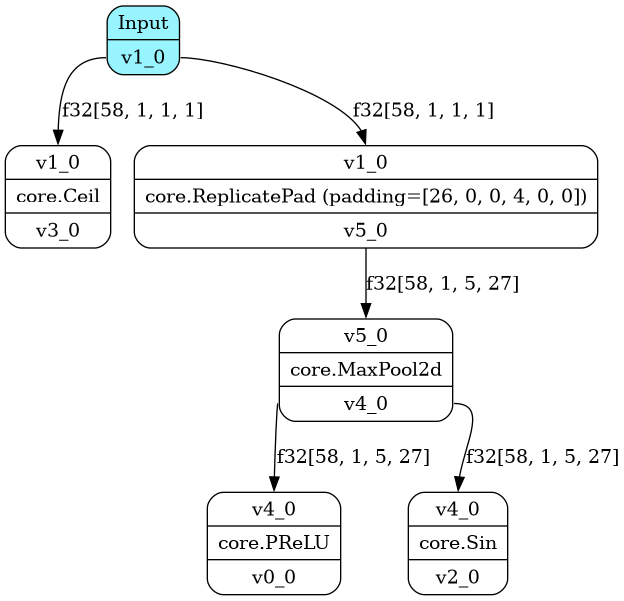 Input
v1_0
f32[58, 1, 1, 1]
f32[58, 1, 1, 1]
v1_0
core.Ceil
v3_0
v1_0
core.ReplicatePad (padding=[26, 0, 0, 4, 0, 0])
v5_0
f32[58, 1, 5, 27]
v5_0
core.MaxPool2d
v4_0
f32[58, 1, 5, 27]
f32[58, 1, 5, 27]
v4_0
core.PReLU
v0_0
v4_0
core.Sin
v2_0